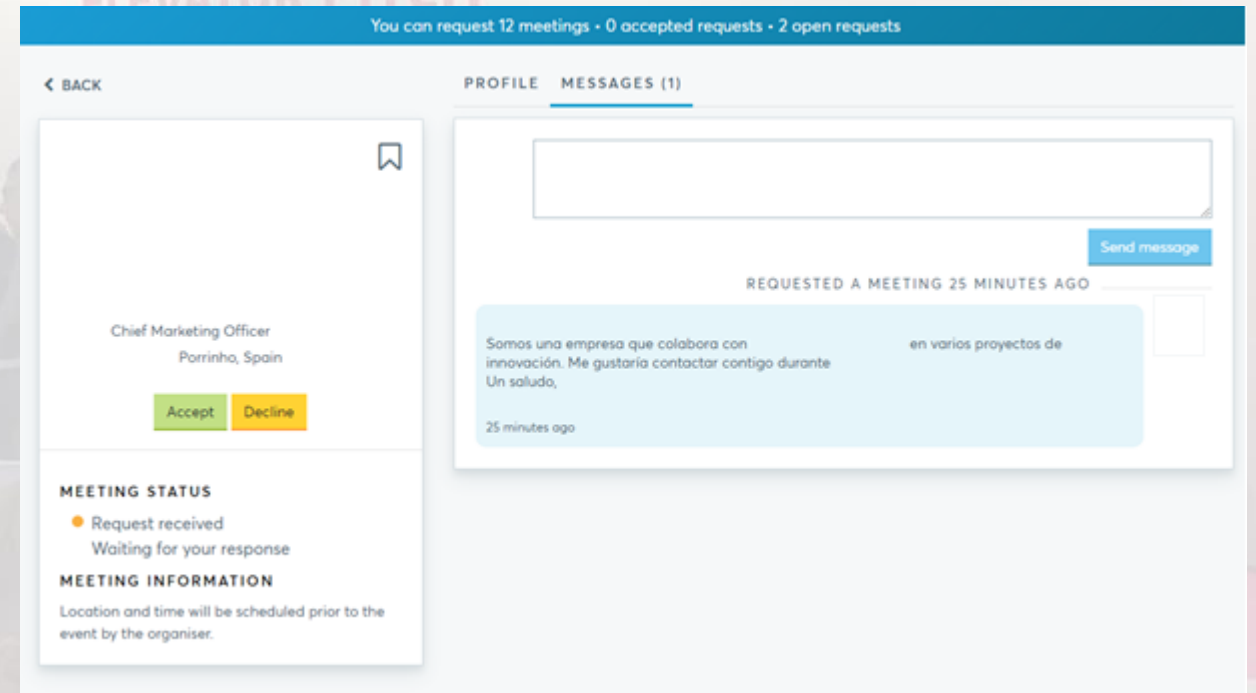 You can request 12 meetings • 0 accepted requests • 2 open requests
BACK
PROFILE MESSAGES (1)
Chief Marketing Officer
Porrinho, Spain
Accept Decline
MEETING STATUS
Request received
Waiting for your response
MEETING INFORMATION
Location and time will be scheduled prior to the
event by the organiser.
Send message
REQUESTED A MEETING 25 MINUTES AGO
Somos una empresa que colabora con en varios proyectos de
innovación. Me gustaría contactar contigo durante
Un saludo,
25 minutes ago